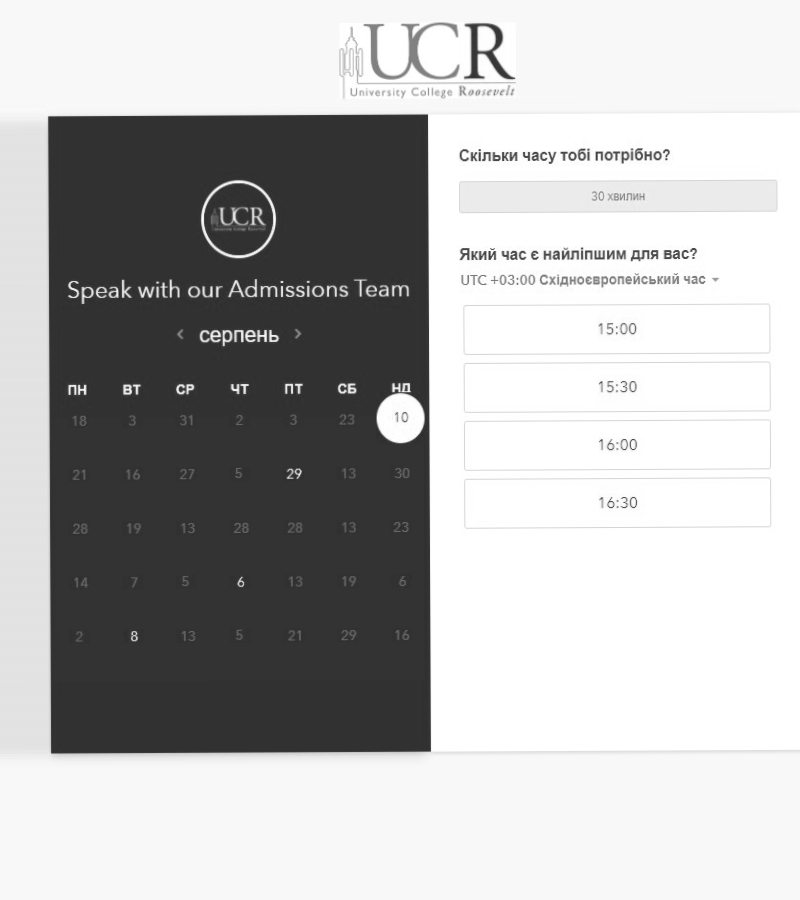 UCR
University College Roosevelt
UCR
Speak with our Admissions Team
серпень
ПН ВТ СР ЧТ ПТ СБ НД
18 3 31 2 3 23 10
21 16 27 5 29 13 30
28 19 13 28 28 13 23
14 7 5 6 13 19 6
2 8 13 5 21 29 16
Скільки часу тобі потрібно?
30 хвилин
Який час є найліпшим для вас?
UTC +03:00 Східноєвропейський час
15:00
15:30
16:00
16:30